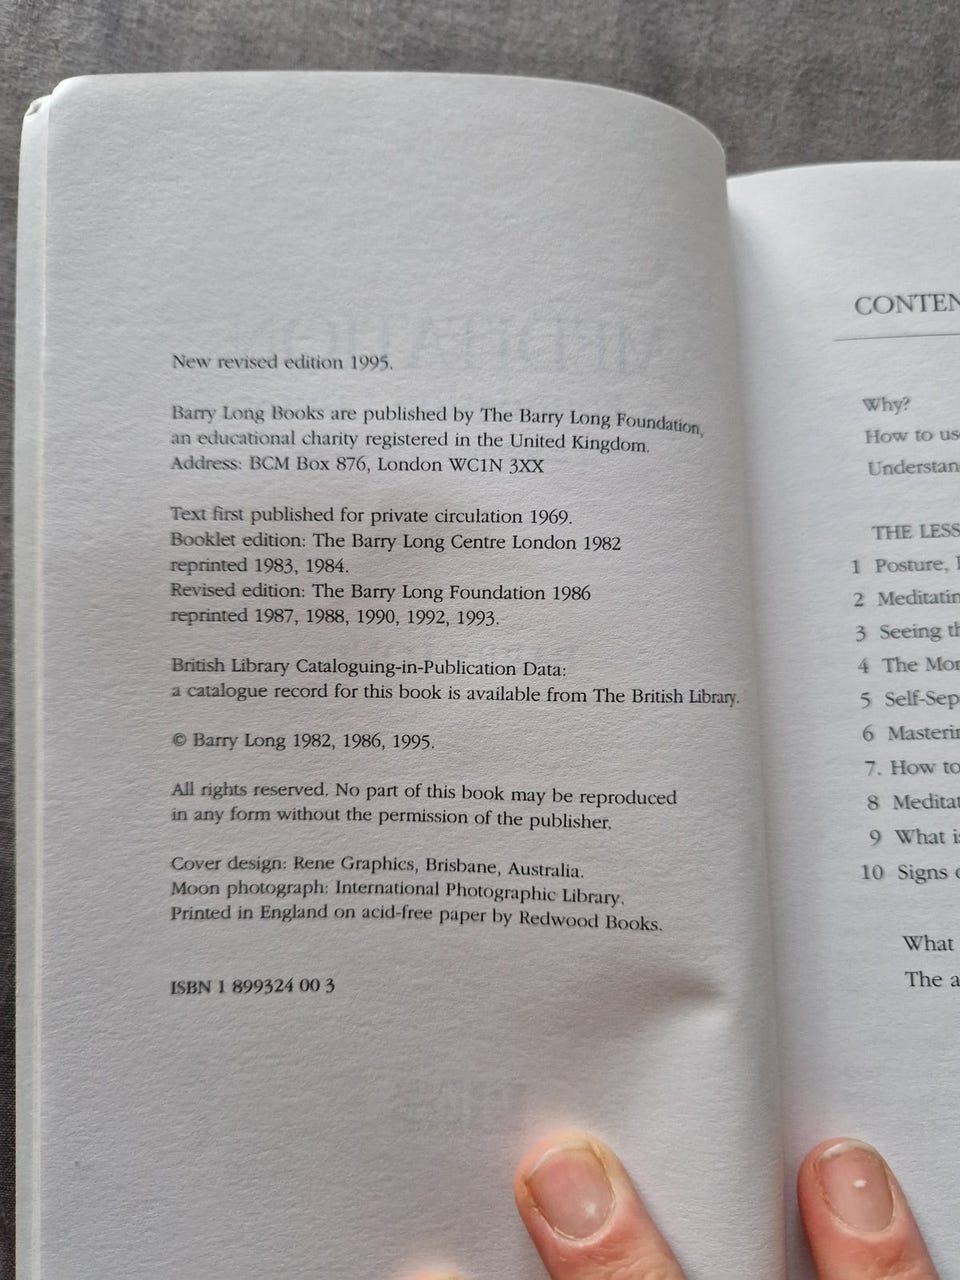 New revised edition 1995.
Barry Long Books are published by The Barry Long Foundation,
an educational charity registered in the United Kingdom.
Address: BCM Box 876, London WC1N 3XX
Text first published for private circulation 1969.
Booklet edition: The Barry Long Centre London 1982
reprinted 1983, 1984.
Revised edition: The Barry Long Foundation 1986
reprinted 1987, 1988, 1990, 1992, 1993.
British Library Cataloguing-in-Publication Data:
a catalogue record for this book is available from The British Library.
© Barry Long 1982, 1986, 1995.
All rights reserved. No part of this book may be reproduced
in any form without the permission of the publisher.
Cover design: Rene Graphics, Brisbane, Australia.
Moon photograph: International Photographic Library.
Printed in England on acid-free paper by Redwood Books.
ISBN 1 899324 00 3
CONTEN
Why?
How to us
Understan
THE LESS
1 Posture,
2 Meditatin
3 Seeing th
4 The Mor
5 Self-Sep
6 Masterin
7. How to
8 Meditat
9 What is
10 Signs o
What
The a